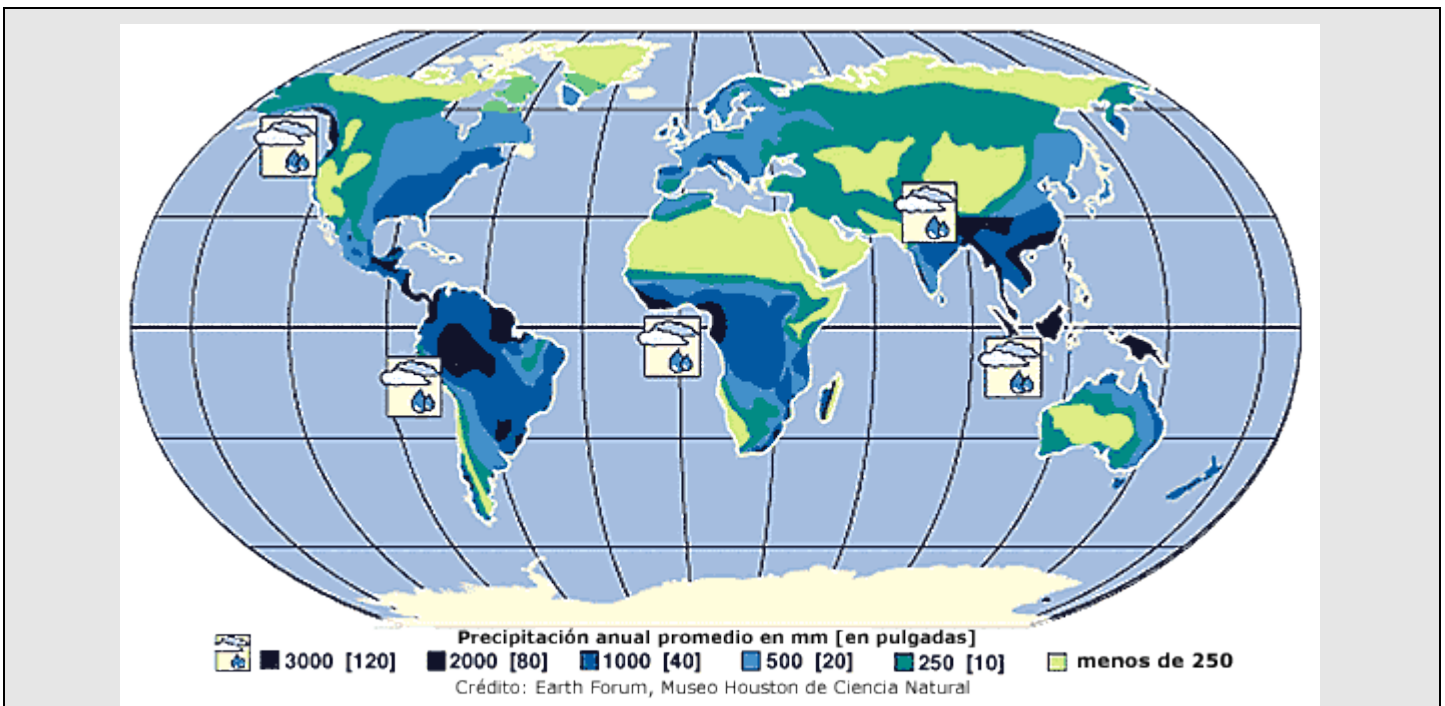 Precipitación anual promedio en mm [en pulgadas]
3000 [120] 2000 [80] 1000 [40] 500 [20] 250 [10] menos de 250
Crédito: Earth Forum, Museo Houston de Ciencia Natural